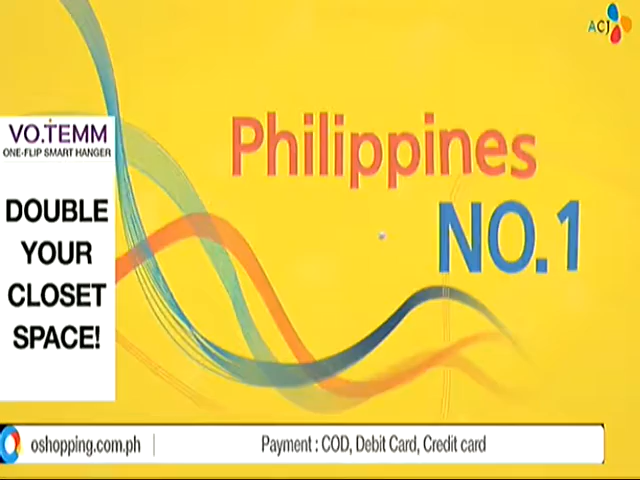 ACJ
Philippines
NO.1
VO.TEMM
ONE-FLIP SMART HANGER
DOUBLE
YOUR
CLOSET
SPACE!
oshopping.com.ph
Payment : COD, Debit Card, Credit card